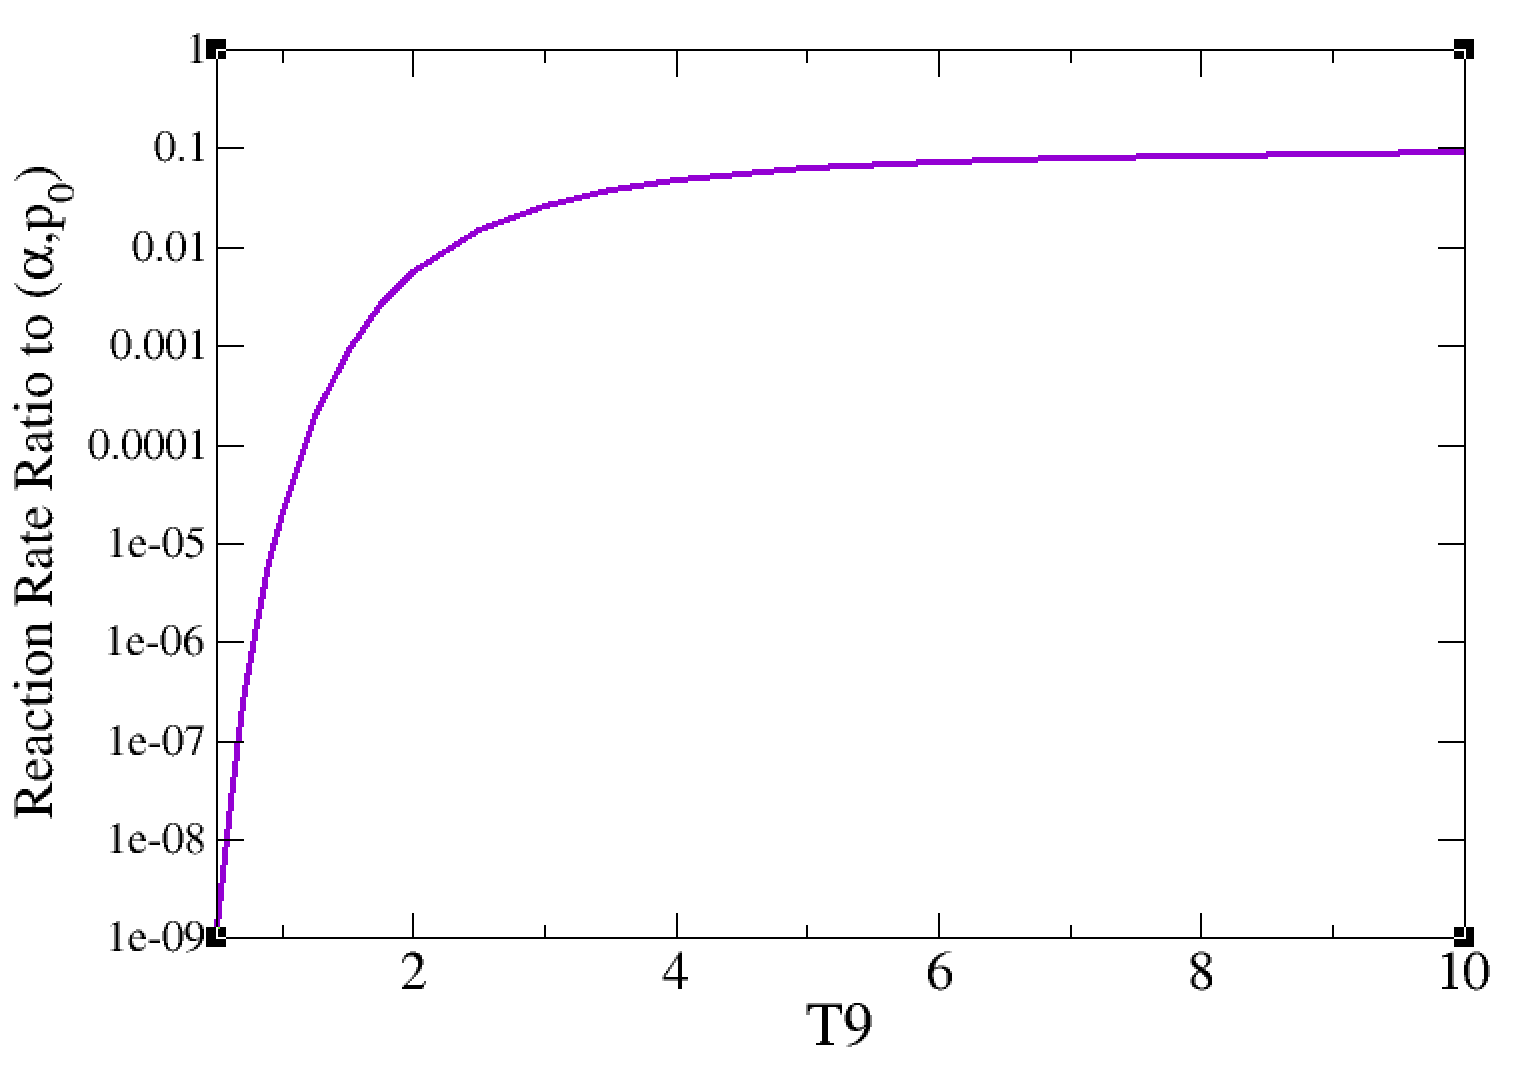 Reaction Rate Ratio to (α,p₀)
1
0.1
0.01
0.001
0.0001
1e-05
1e-06
1e-07
1e-08
1e-09
2 4 6 8 10
T9